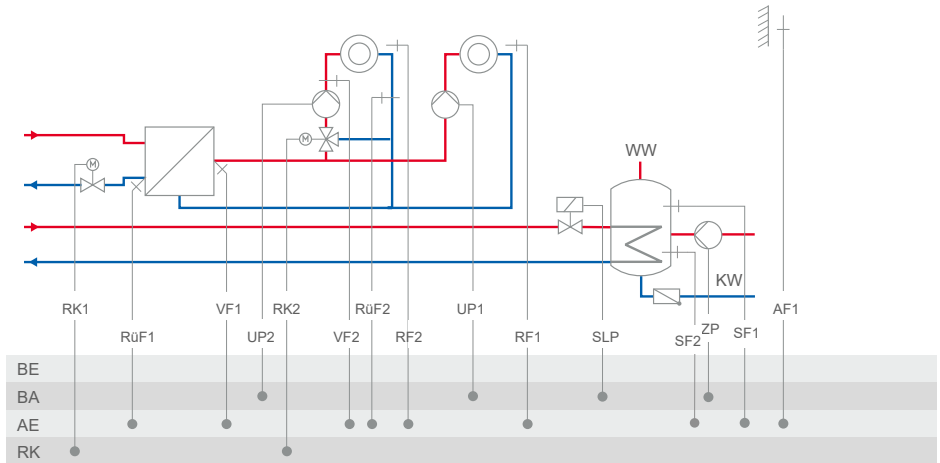 M
M
WW
KW
RK1
VF1
RK2
RüF2
UP1
AF1
RüF1
UP2
VF2
RF2
RF1
SLP
SF2
ZP
SF1
BE
BA
AE
RK